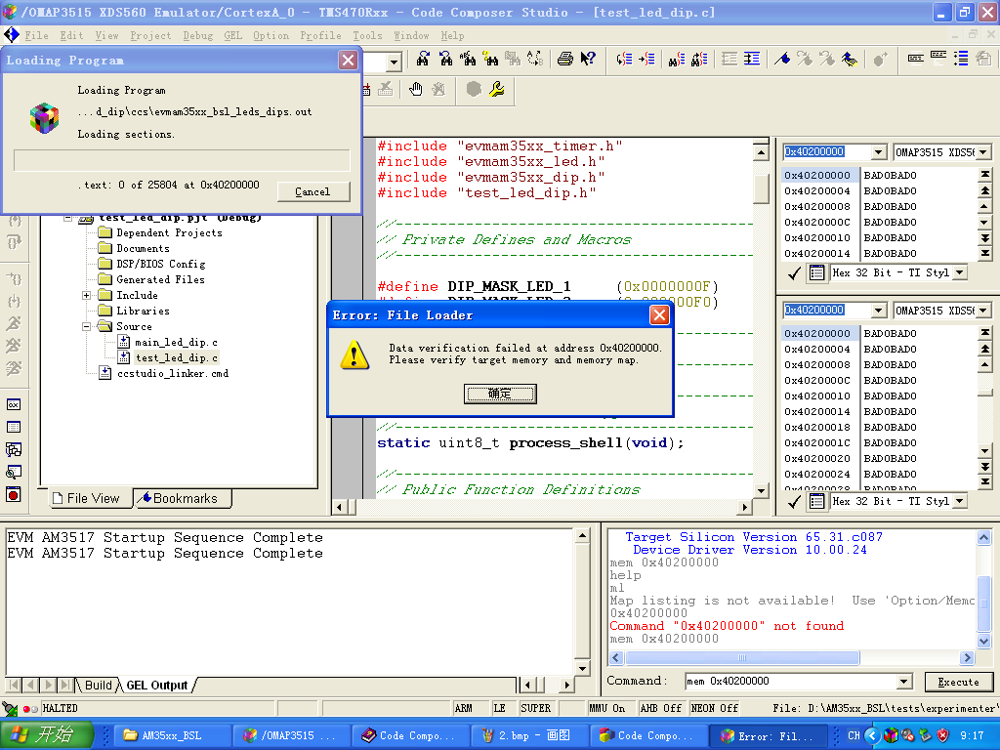 /OMAP3515 XDS560 Emulator/CortexA_0 - TMS470Rxx - Code Composer Studio - [test_led_dip.c]
File Edit View Project Debug GEL Option Profile Tools Window Help
Loading Program
Loading Program
...d_dip\ccs\evmam35xx_bsl_leds_dips.out
Loading sections.
.text: 0 of 25804 at 0x40200000
Cancel
test_led_dip.pjt (Debug)
Dependent Projects
Documents
DSP/BIOS Config
Generated Files
Include
Libraries
Source
main_led_dip.c
test_led_dip.c
ccstudio_linker.cmd
File View
Bookmarks
#include "evmam35xx_timer.h"
#include "evmam35xx_led.h"
#include "evmam35xx_dip.h"
#include "test_led_dip.h"
//-----------------------------------
// Private Defines and Macros
//-----------------------------------
#define DIP_MASK_LED_1 (0x0000000F)
Error: File Loader
Data verification failed at address 0x40200000.
Please verify target memory and memory map.
确定
//-----------------------------------
static uint8_t process_shell(void);
//-----------------------------------
// Public Function Definitions
0x40200000 OMAP3515 XDS56
0x40200000 BAD0BAD0
0x40200004 BAD0BAD0
0x40200008 BAD0BAD0
0x4020000C BAD0BAD0
0x40200010 BAD0BAD0
0x40200014 BAD0BAD0
Hex 32 Bit - TI Styl
0x40200000 OMAP3515 XDS56
0x40200000 BAD0BAD0
0x40200004 BAD0BAD0
0x40200008 BAD0BAD0
0x4020000C BAD0BAD0
0x40200010 BAD0BAD0
0x40200014 BAD0BAD0
0x40200018 BAD0BAD0
0x4020001C BAD0BAD0
0x40200020 BAD0BAD0
0x40200024 BAD0BAD0
0x40200028 BAD0BAD0
Hex 32 Bit - TI Styl
EVM AM3517 Startup Sequence Complete
EVM AM3517 Startup Sequence Complete
Build GEL Output
Target Silicon Version 65.31.c087
Device Driver Version 10.00.24
mem 0x40200000
help
ml
Map listing is not available! Use 'Option/Memo
0x40200000
Command "0x40200000" not found
mem 0x40200000
Command: mem 0x40200000 Execute
HALTED ARM LE SUPER MMU On AHB Off NEON Off File: D:\AM35xx_BSL\tests\experimenter\
开始 AM35xx_BSL /OMAP3515 ... Code Compo... 2.bmp - 画图 Code Compo... Error: Fil... CH 9:17